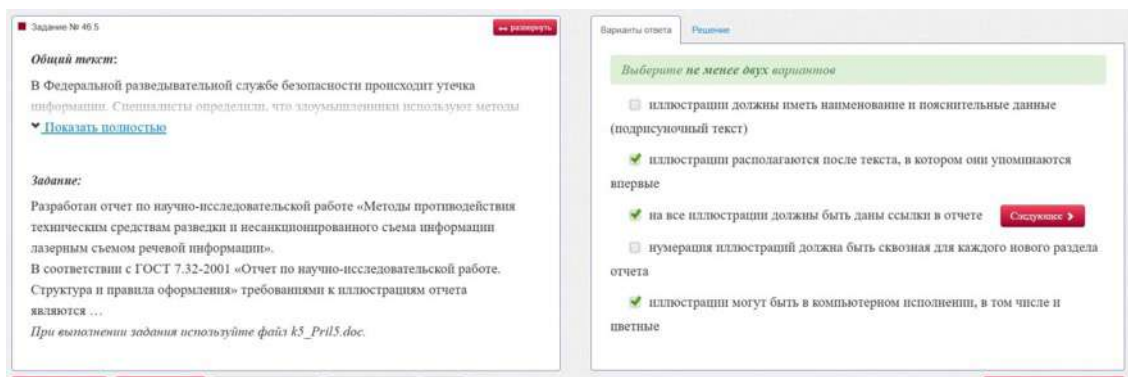 Задание № 46.5
развернуть
Общий текст:
В Федеральной разведывательной службе безопасности происходит утечка
информации. Специалисты определили, что злоумышленники используют методы
Показать полностью
Задание:
Разработан отчет по научно-исследовательской работе «Методы противодействия
техническим средствам разведки и несанкционированного съема информации
лазерным съемом речевой информации».
В соответствии с ГОСТ 7.32-2001 «Отчет по научно-исследовательской работе.
Структура и правила оформления» требованиями к иллюстрациям отчета
являются …
При выполнении задания используйте файл k5_Pril5.doc.
Варианты ответа
Решение
Выберите не менее двух вариантов
иллюстрации должны иметь наименование и пояснительные данные
(подрисуночный текст)
иллюстрации располагаются после текста, в котором они упоминаются
впервые
на все иллюстрации должны быть даны ссылки в отчете
Следующее
нумерация иллюстраций должна быть сквозная для каждого нового раздела
отчета
иллюстрации могут быть в компьютерном исполнении, в том числе и
цветные